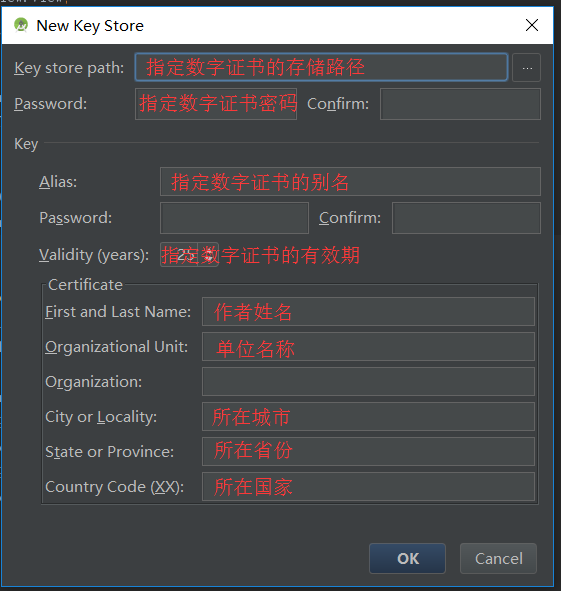 New Key Store
Key store path: 指定数字证书的存储路径 ...
Password: 指定数字证书密码 Confirm:
Key
Alias: 指定数字证书的别名
Password: Confirm:
Validity (years): 25 指定数字证书的有效期
Certificate
First and Last Name: 作者姓名
Organizational Unit: 单位名称
Organization:
City or Locality: 所在城市
State or Province: 所在省份
Country Code (XX): 所在国家
OK Cancel